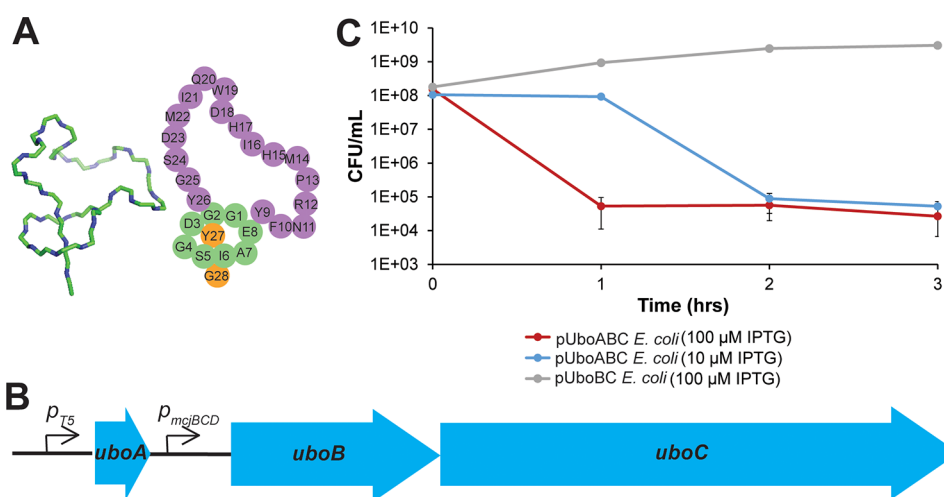 A
Q20
W19
I21
D18
M22
H17
D23
I16
S24
H15
M14
G25
P13
Y26
R12
G2
G1
Y9
D3
F10
N11
Y27
E8
G4
S5
I6
A7
G28
C
1E+10
1E+09
1E+08
1E+07
1E+06
1E+05
1E+04
1E+03
CFU/mL
0
1
2
3
Time (hrs)
pUboABC E. coli (100 µM IPTG)
pUboABC E. coli (10 µM IPTG)
pUboBC E. coli (100 µM IPTG)
B
pT5
pmcjBCD
uboA
uboB
uboC